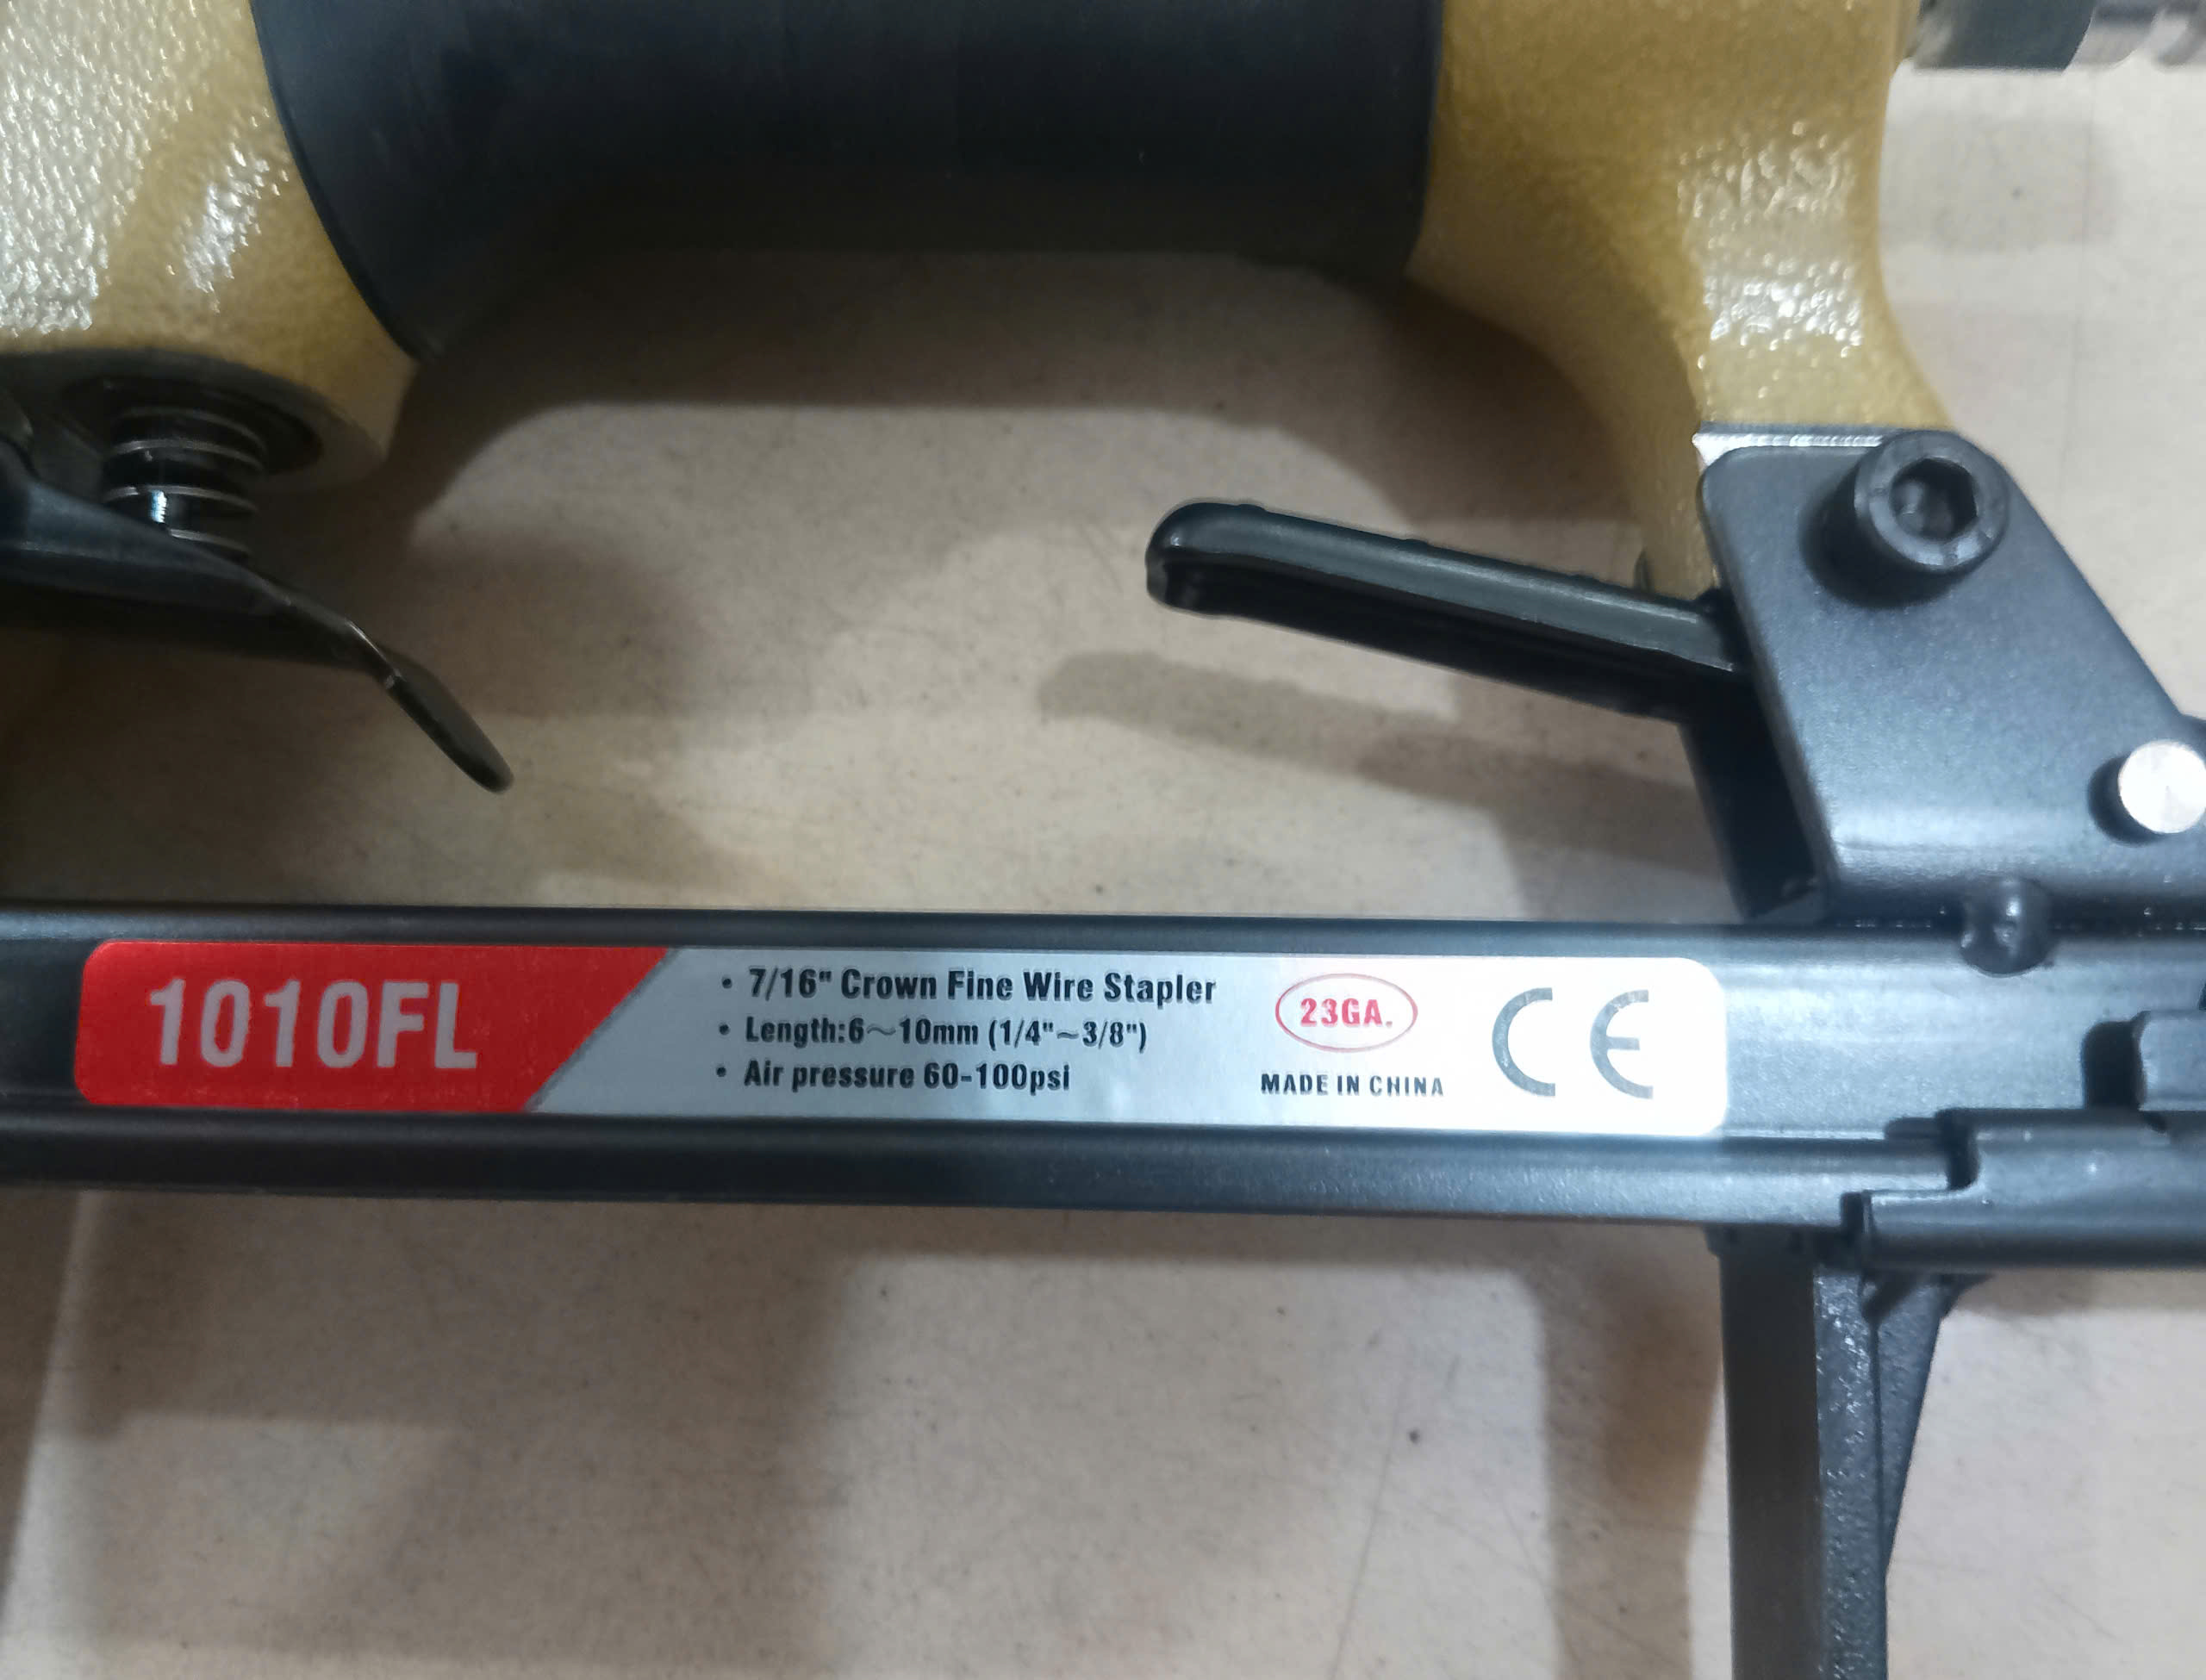 1010FL
• 7/16" Crown Fine Wire Stapler
• Length:6～10mm (1/4"~3/8")
• Air pressure 60-100psi
23GA.
MADE IN CHINA
CE